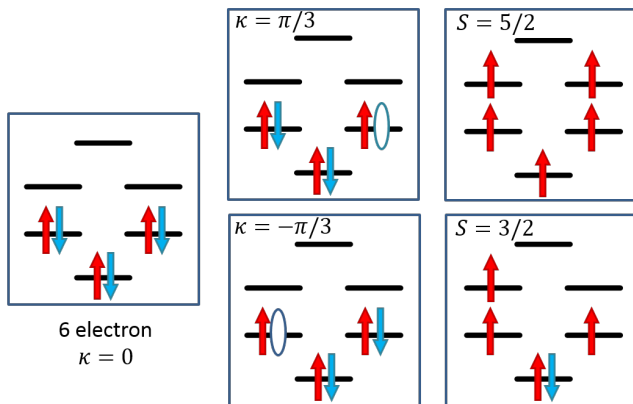 κ = π/3
S = 5/2
κ = −π/3
S = 3/2
6 electron
κ = 0